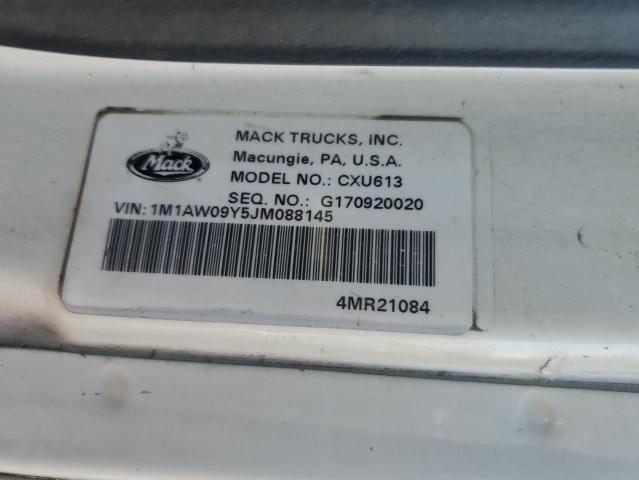 Mack
MACK TRUCKS, INC.
Macungie, PA, U.S.A.
MODEL NO.: CXU613
SEQ. NO.: G170920020
VIN: 1M1AW09Y5JM088145
4MR21084